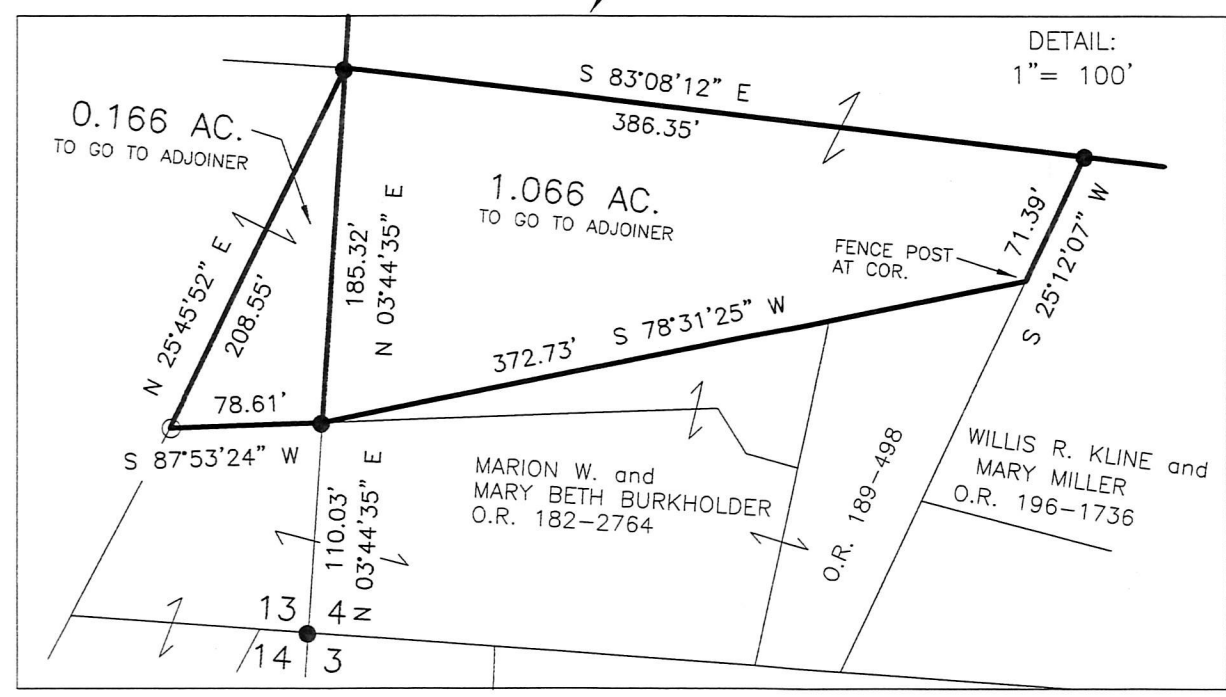 DETAIL:
1"= 100'
S 83°08'12" E
386.35'
0.166 AC.
TO GO TO ADJOINER
1.066 AC.
TO GO TO ADJOINER
185.32'
N 03°44'35" E
FENCE POST
AT COR.
71.39'
S 25°12'07" W
N 25°45'52" E
208.55'
372.73' S 78°31'25" W
78.61'
S 87°53'24" W
110.03'
N 03°44'35" E
MARION W. and
MARY BETH BURKHOLDER
O.R. 182-2764
O.R. 189-498
WILLIS R. KLINE and
MARY MILLER
O.R. 196-1736
13 4
14 3